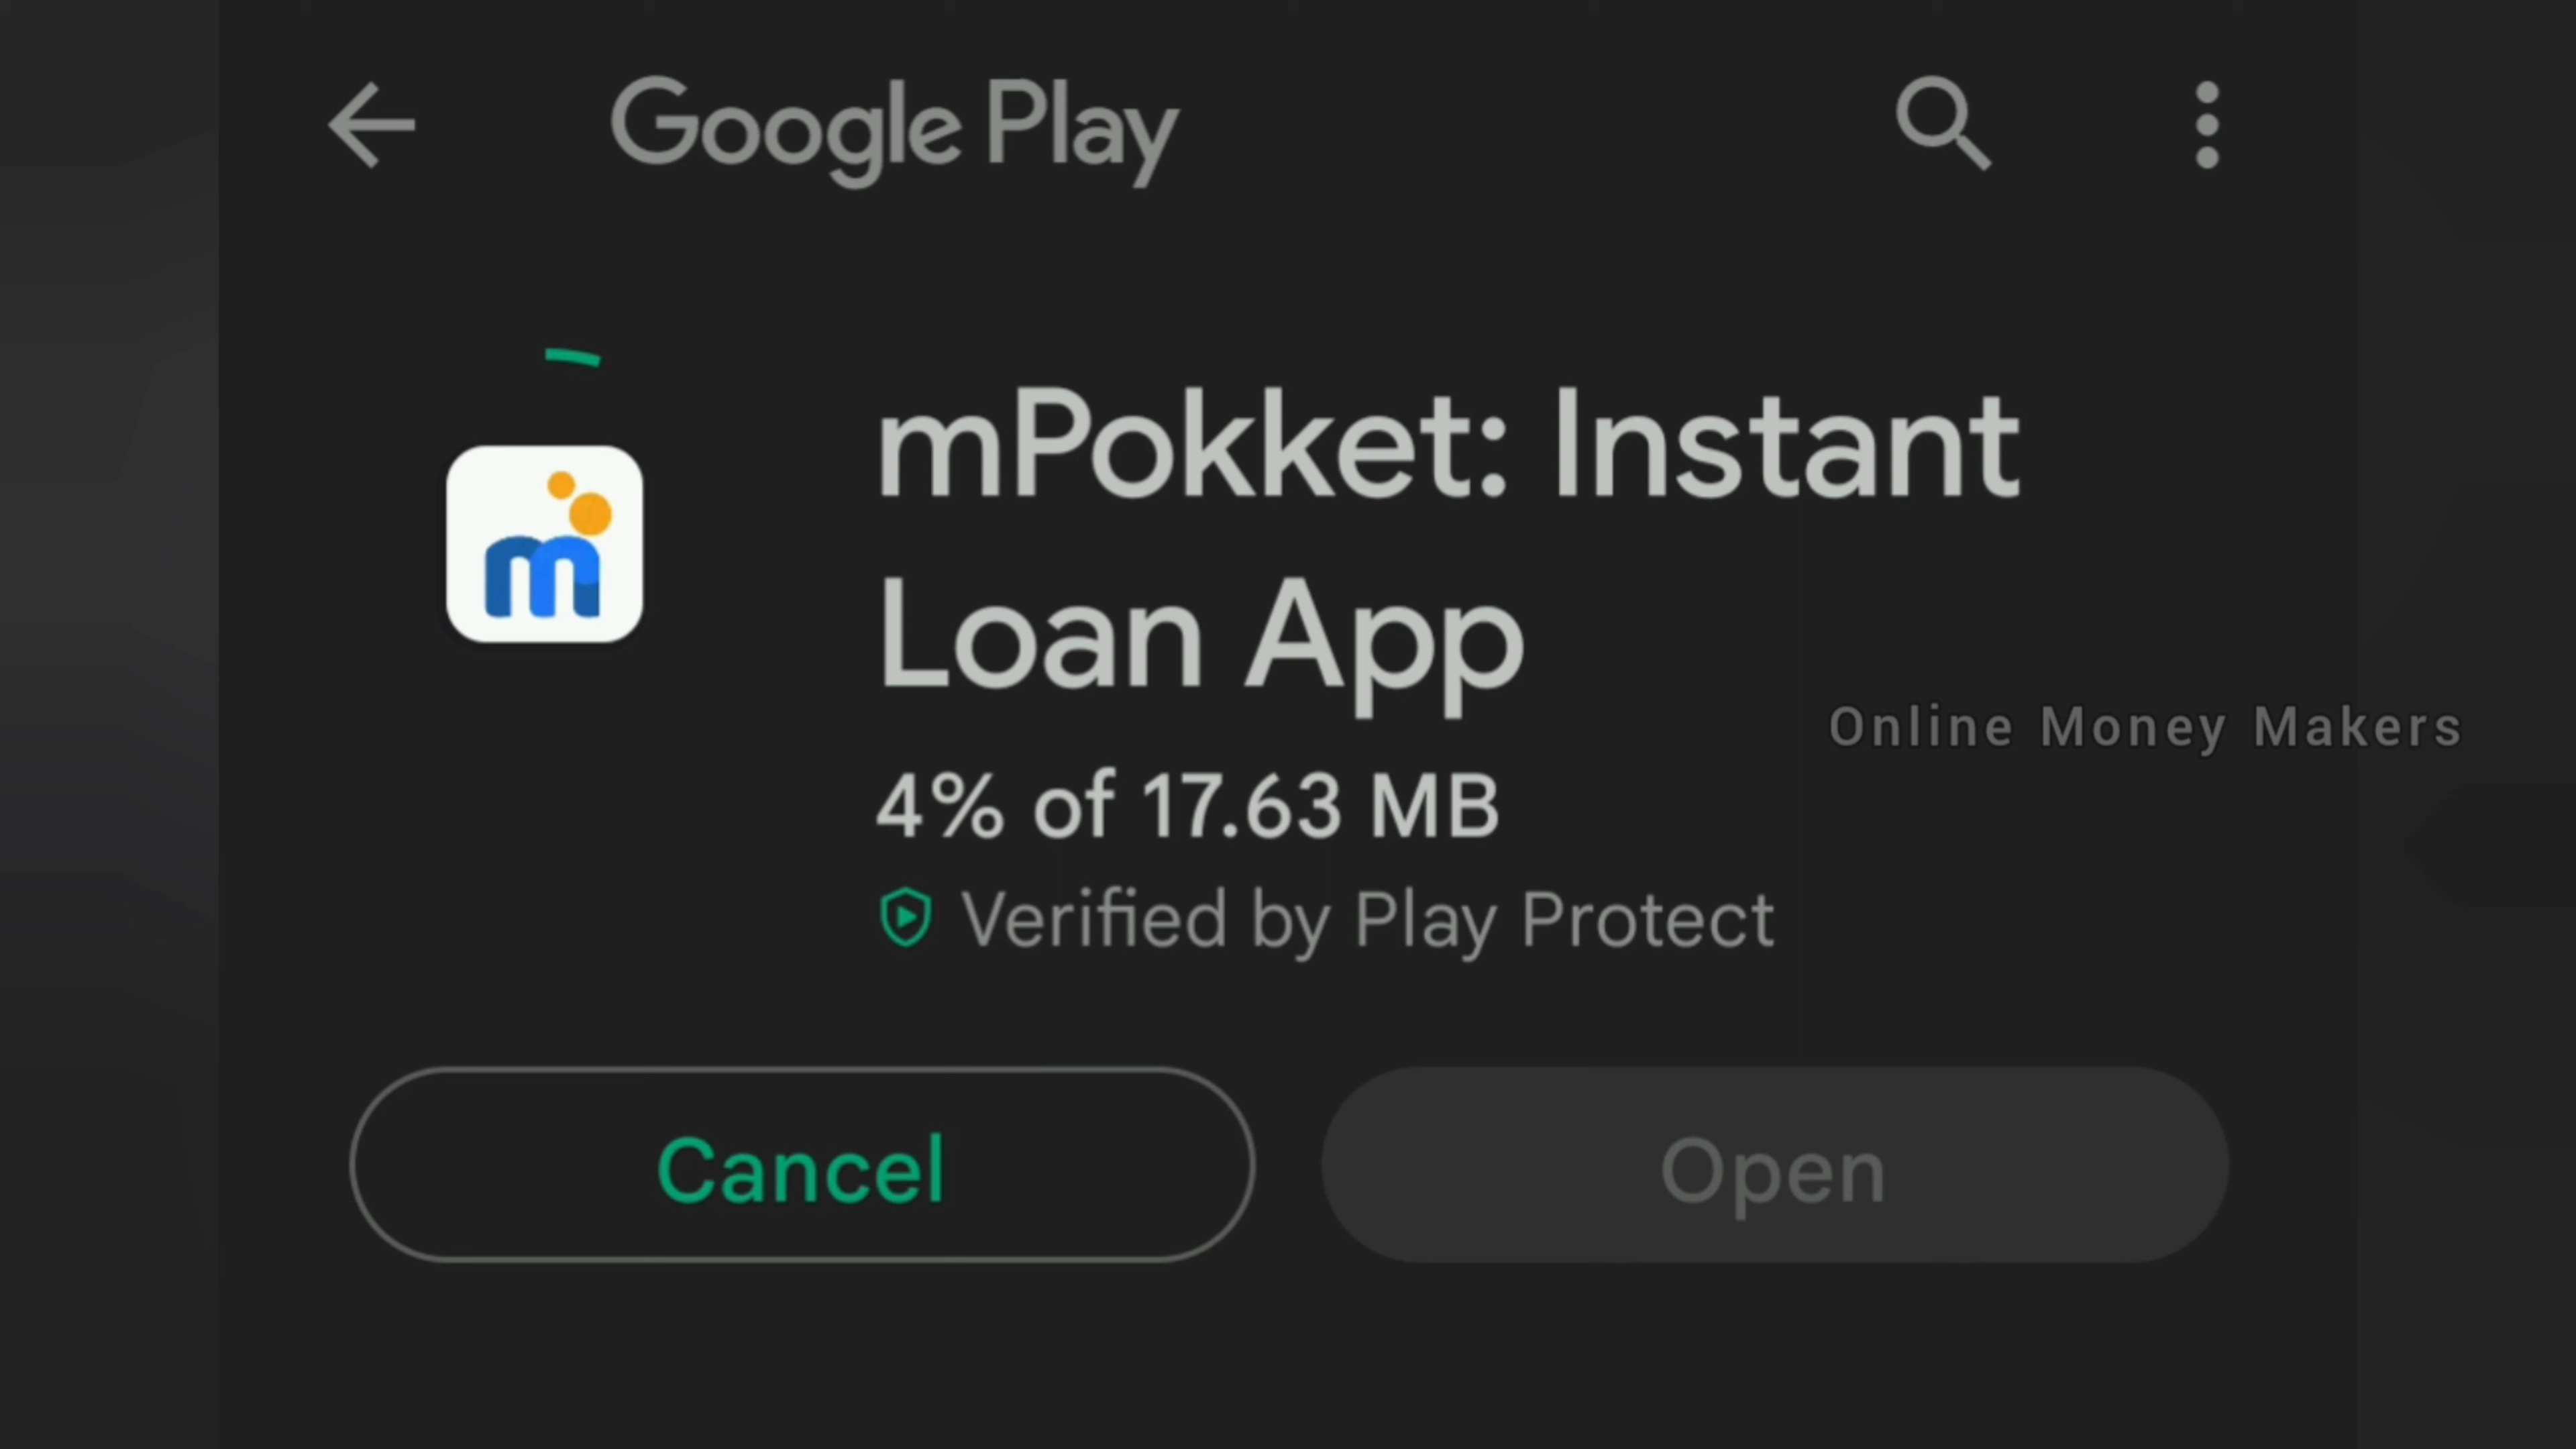 Google Play
mPokket: Instant
Loan App
Online Money Makers
4% of 17.63 MB
Verified by Play Protect
Cancel
Open